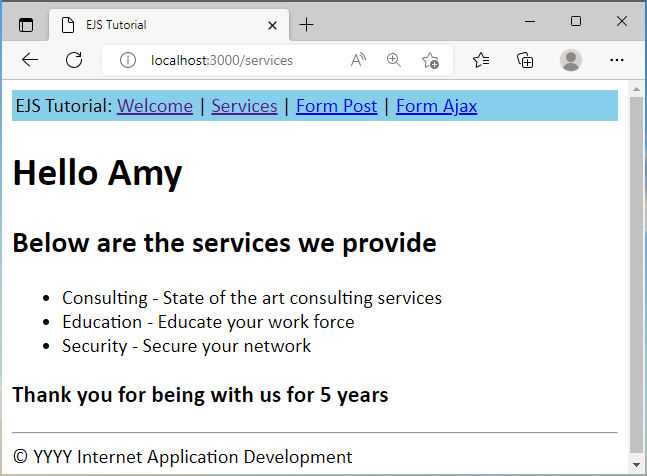 EJS Tutorial
localhost:3000/services
EJS Tutorial: Welcome | Services | Form Post | Form Ajax
Hello Amy
Below are the services we provide
• Consulting - State of the art consulting services
• Education - Educate your work force
• Security - Secure your network
Thank you for being with us for 5 years
© YYYY Internet Application Development